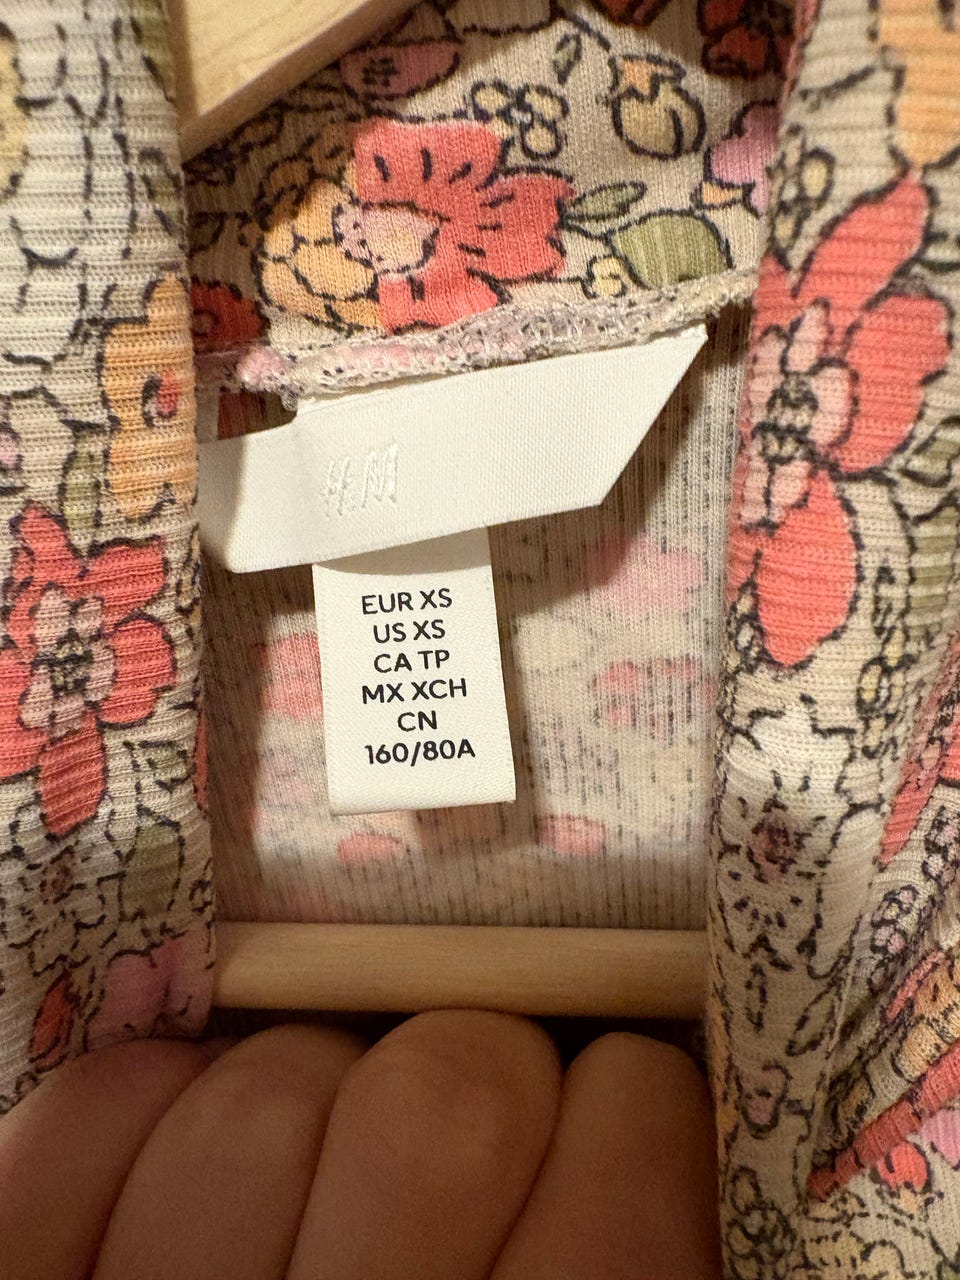 H&M
EUR XS
US XS
CA TP
MX XCH
CN
160/80A